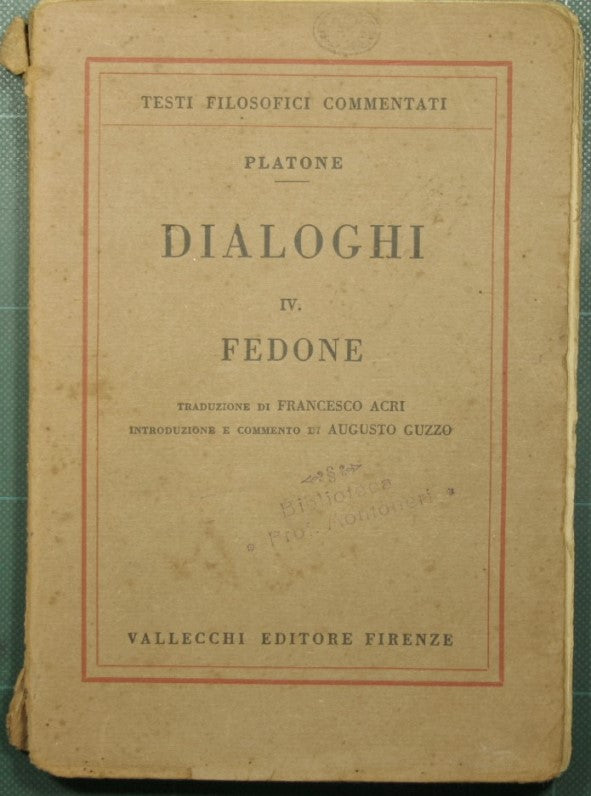 TESTI FILOSOFICI COMMENTATI
PLATONE
DIALOGHI
IV.
FEDONE
TRADUZIONE DI FRANCESCO ACRI
INTRODUZIONE E COMMENTO DI AUGUSTO GUZZO
Biblioteca
Prof.
VALLECCHI EDITORE FIRENZE